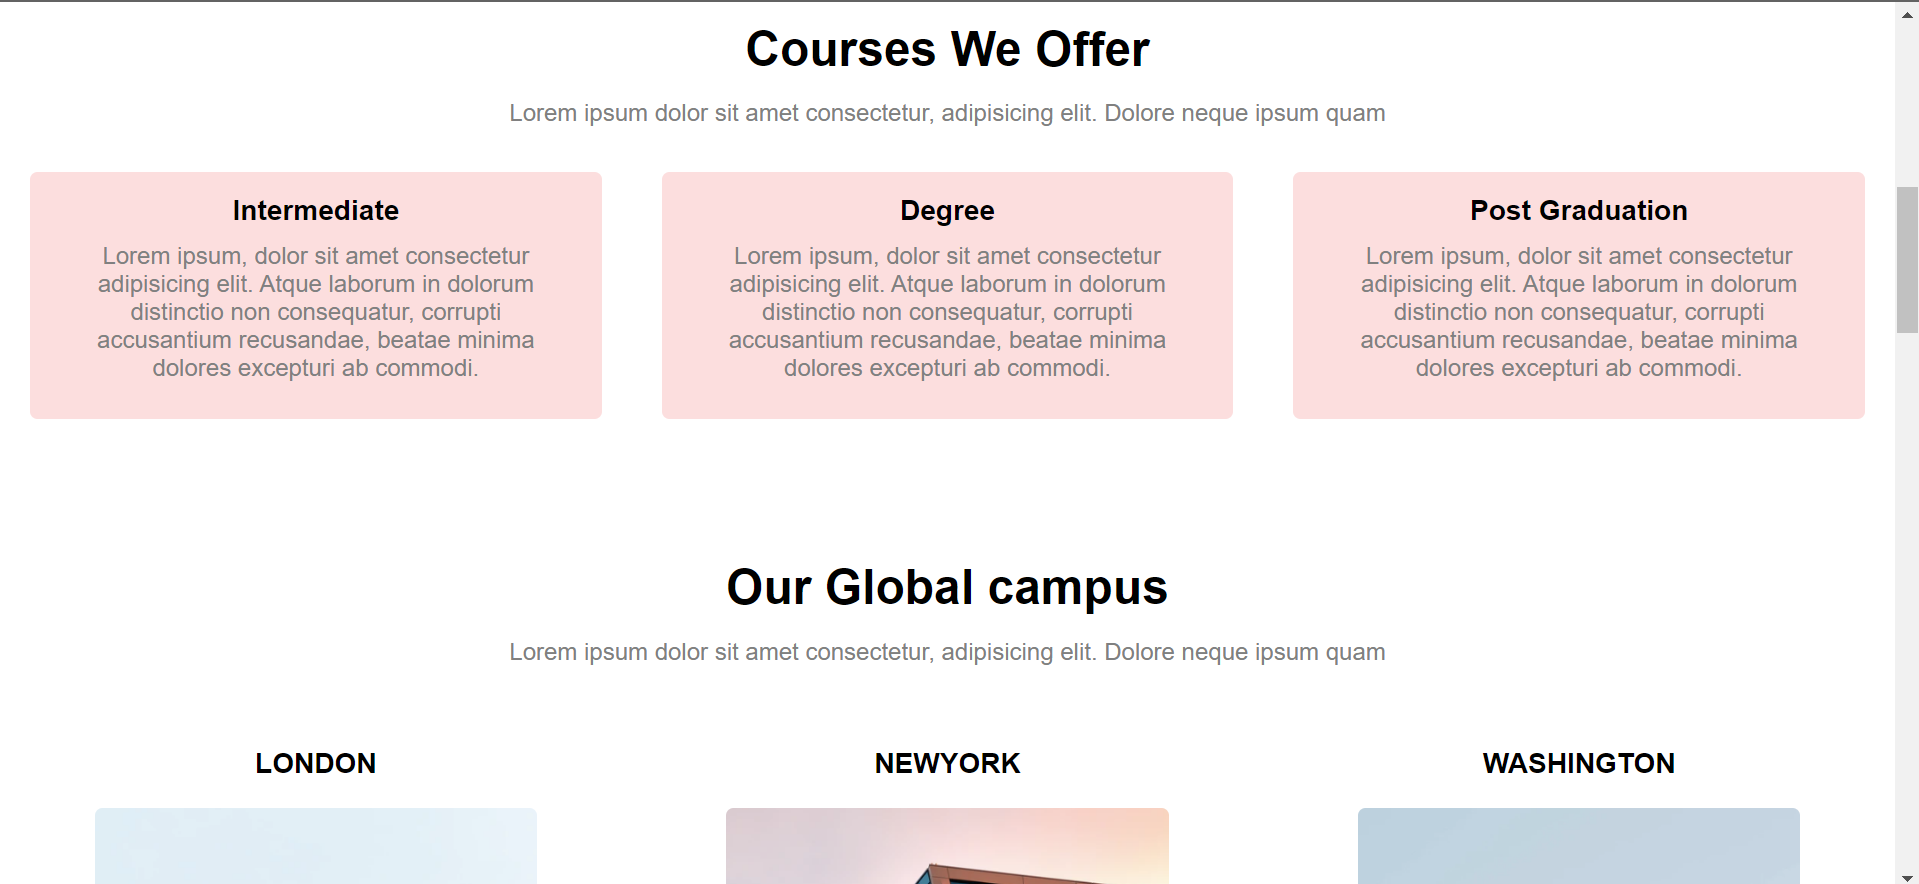 Courses We Offer
Lorem ipsum dolor sit amet consectetur, adipisicing elit. Dolore neque ipsum quam
Intermediate
Lorem ipsum, dolor sit amet consectetur
adipisicing elit. Atque laborum in dolorum
distinctio non consequatur, corrupti
accusantium recusandae, beatae minima
dolores excepturi ab commodi.
Degree
Lorem ipsum, dolor sit amet consectetur
adipisicing elit. Atque laborum in dolorum
distinctio non consequatur, corrupti
accusantium recusandae, beatae minima
dolores excepturi ab commodi.
Post Graduation
Lorem ipsum, dolor sit amet consectetur
adipisicing elit. Atque laborum in dolorum
distinctio non consequatur, corrupti
accusantium recusandae, beatae minima
dolores excepturi ab commodi.
Our Global campus
Lorem ipsum dolor sit amet consectetur, adipisicing elit. Dolore neque ipsum quam
LONDON
NEWYORK
WASHINGTON